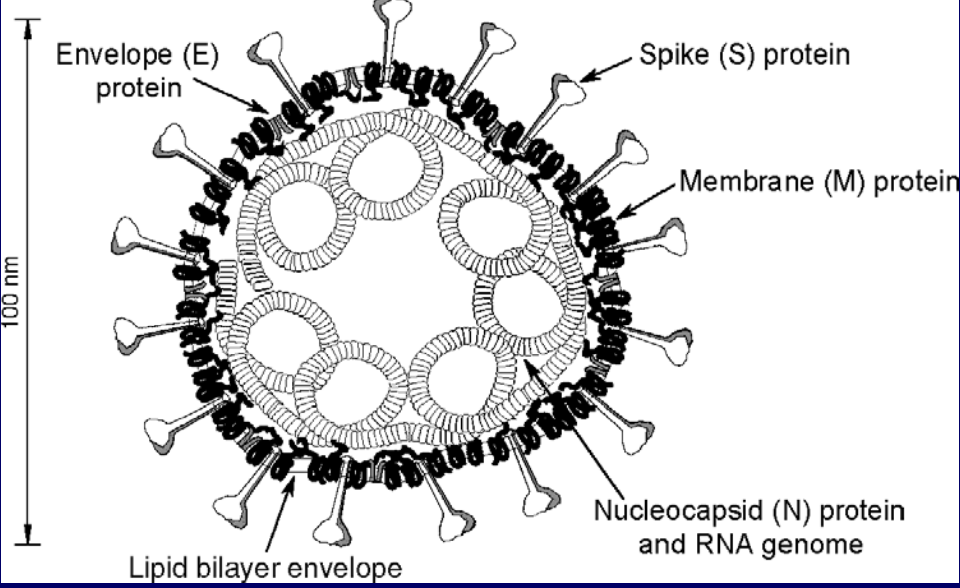 Envelope (E)
protein
Spike (S) protein
Membrane (M) protein
100 nm
Nucleocapsid (N) protein
and RNA genome
Lipid bilayer envelope